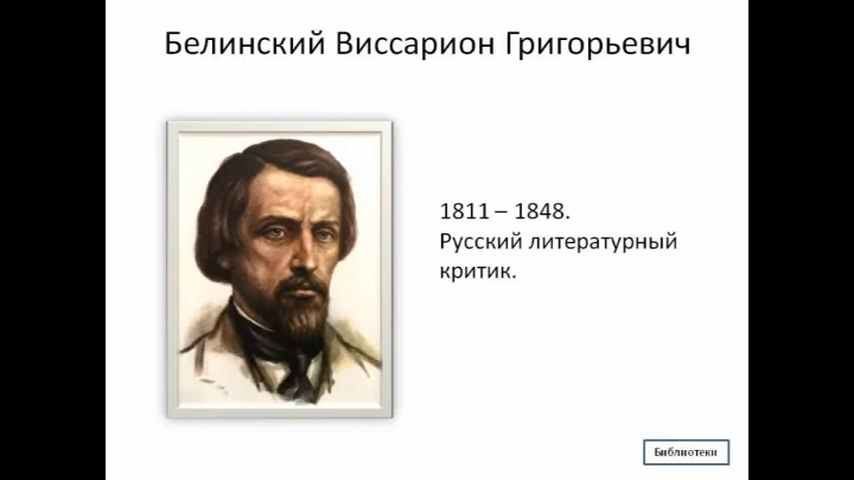 Белинский Виссарион Григорьевич
1811 – 1848.
Русский литературный
критик.
Библиотеки